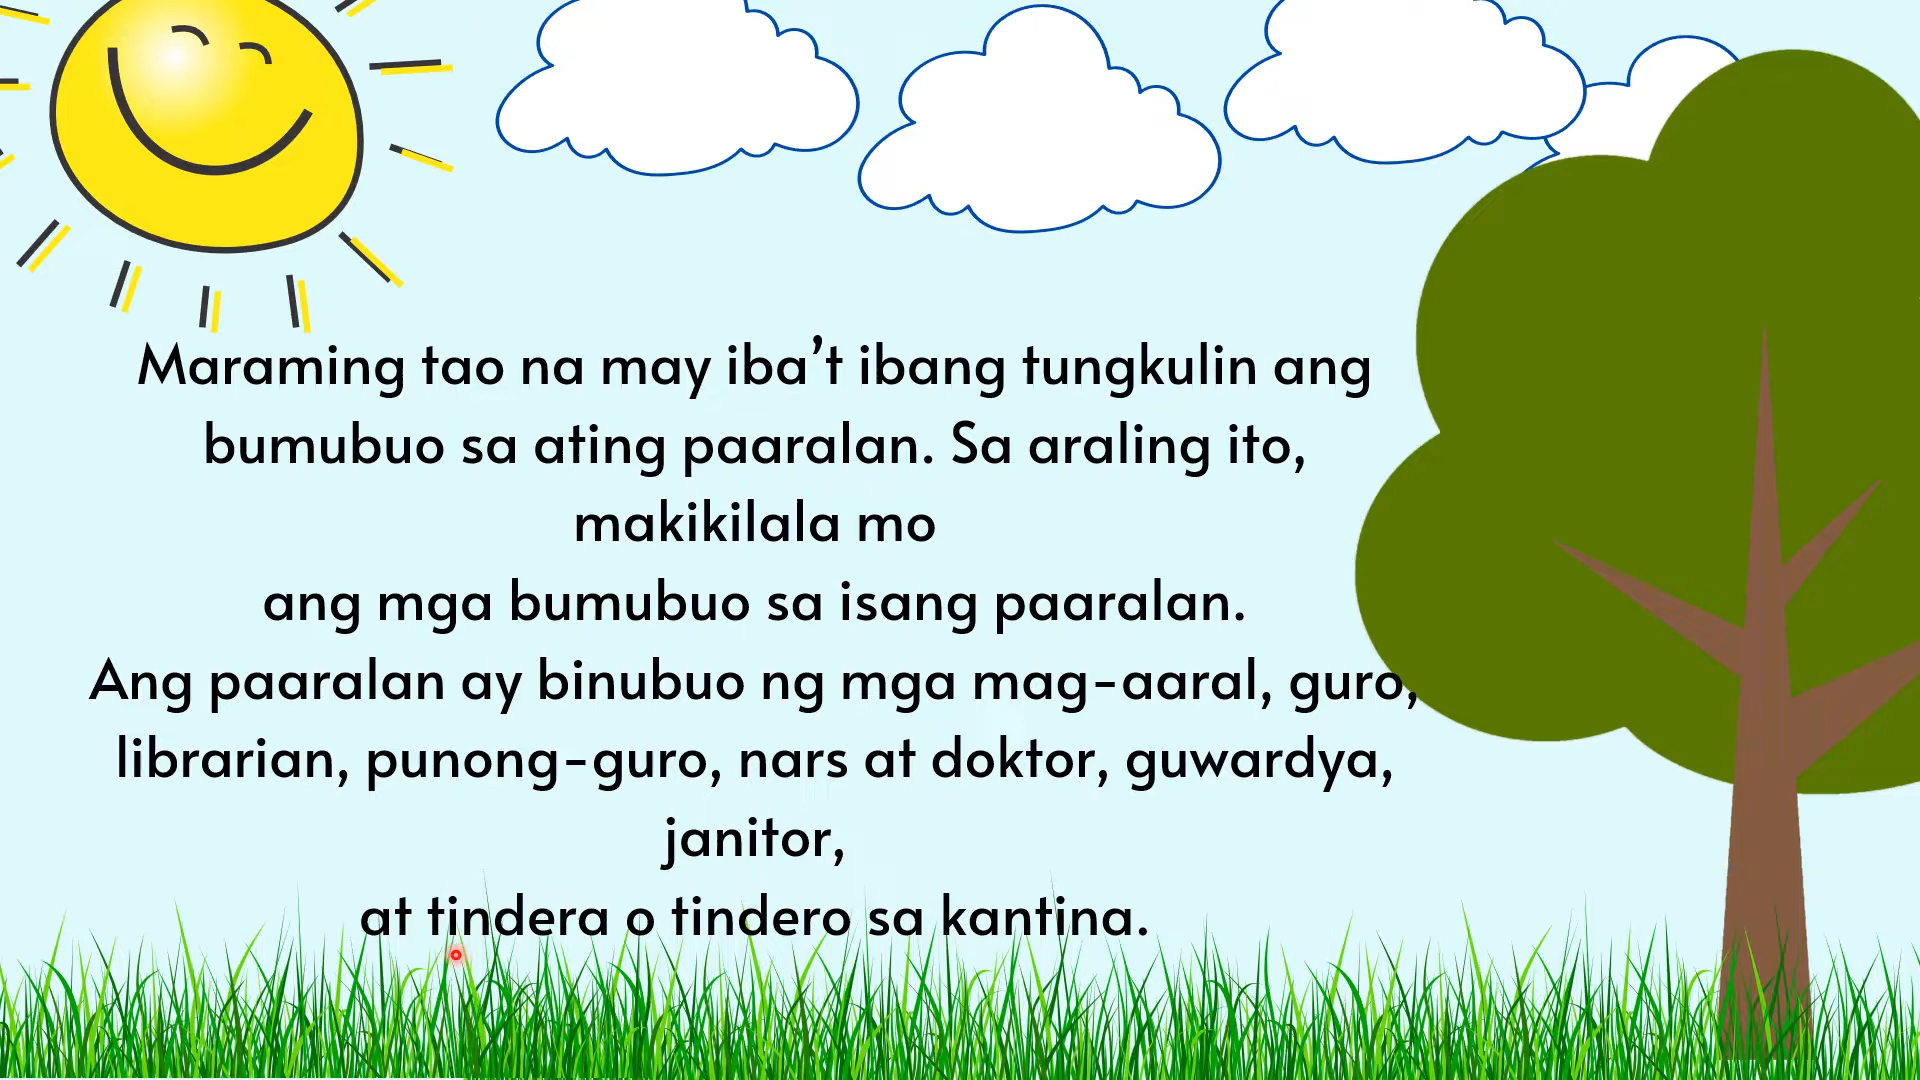 Maraming tao na may iba’t ibang tungkulin ang
bumubuo sa ating paaralan. Sa araling ito,
makikilala mo
ang mga bumubuo sa isang paaralan.
Ang paaralan ay binubuo ng mga mag-aaral, guro,
librarian, punong-guro, nars at doktor, guwardya,
janitor,
at tindera o tindero sa kantina.